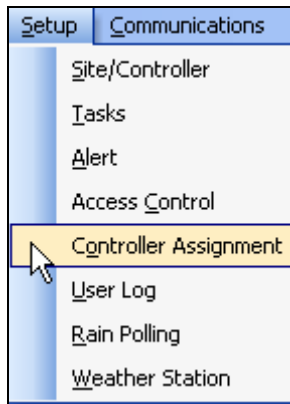 Setup Communications
Site/Controller
Tasks
Alert
Access Control
Controller Assignment
User Log
Rain Polling
Weather Station